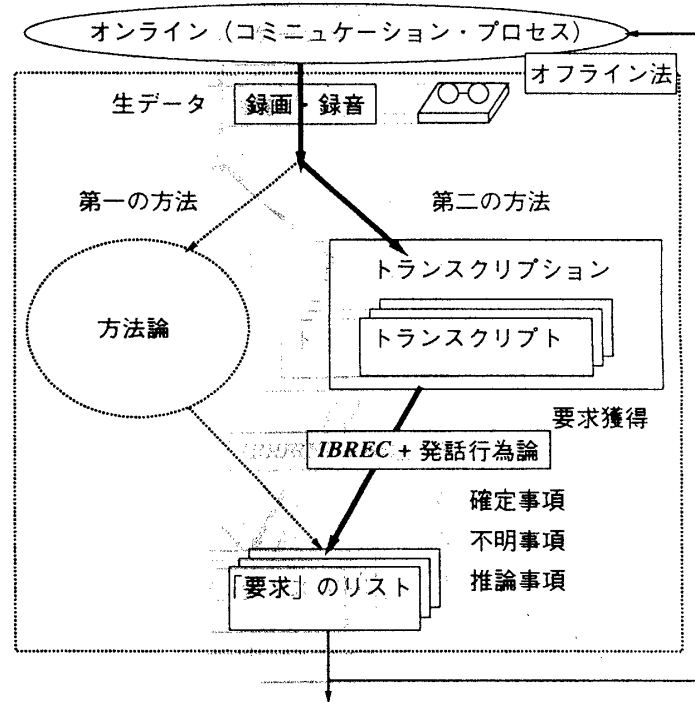 オンライン（コミニュケーション・プロセス）
オフライン法
生データ 録画・録音
第一の方法 第二の方法
トランスクリプション
方法論
トランスクリプト
要求獲得
IBREC + 発話行為論
確定事項
不明事項
「要求」のリスト 推論事項